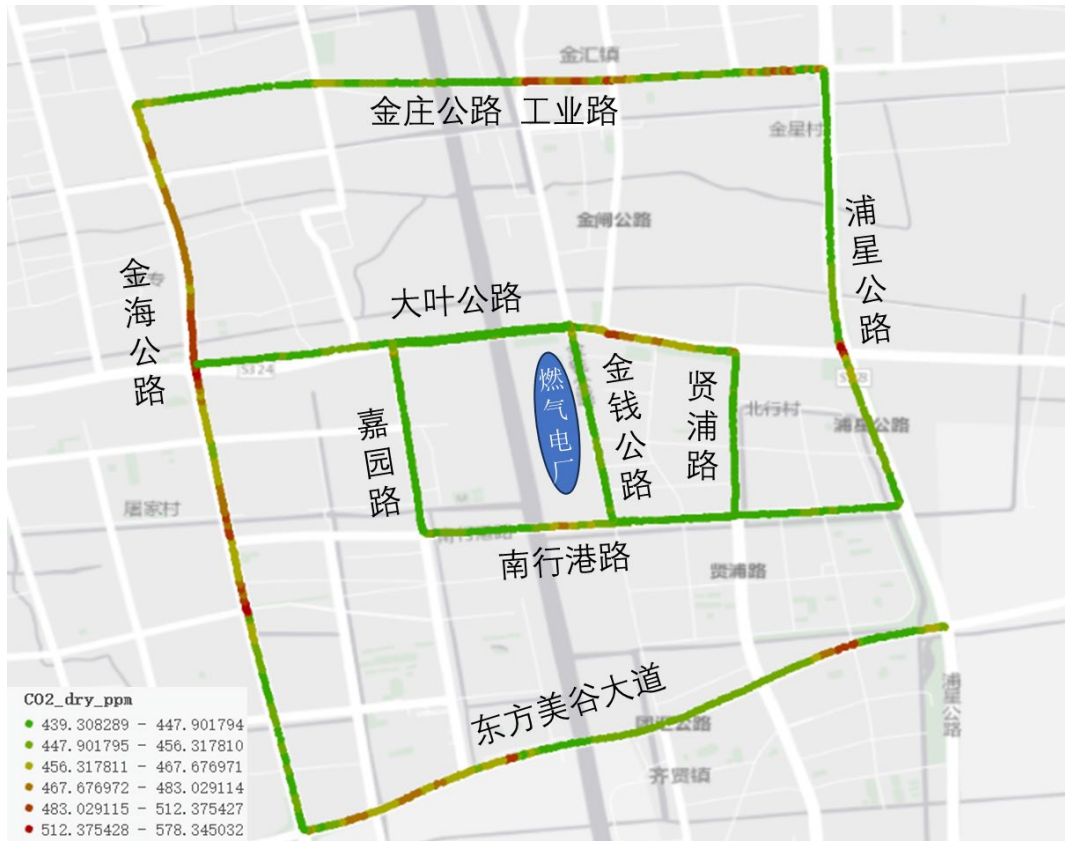 金汇镇
金庄公路 工业路
金星村
金闸公路
浦星公路
金海公路
专
大叶公路
S324
燃气电厂
金钱公路
贤浦路
嘉园路
北行村
浦星公路
屠家村
南行港路
贤浦路
东方美谷大道
浦星公路
齐贤镇
CO2_dry_ppm
439.308289 - 447.901794
447.901795 - 456.317810
456.317811 - 467.676971
467.676972 - 483.029114
483.029115 - 512.375427
512.375428 - 578.345032